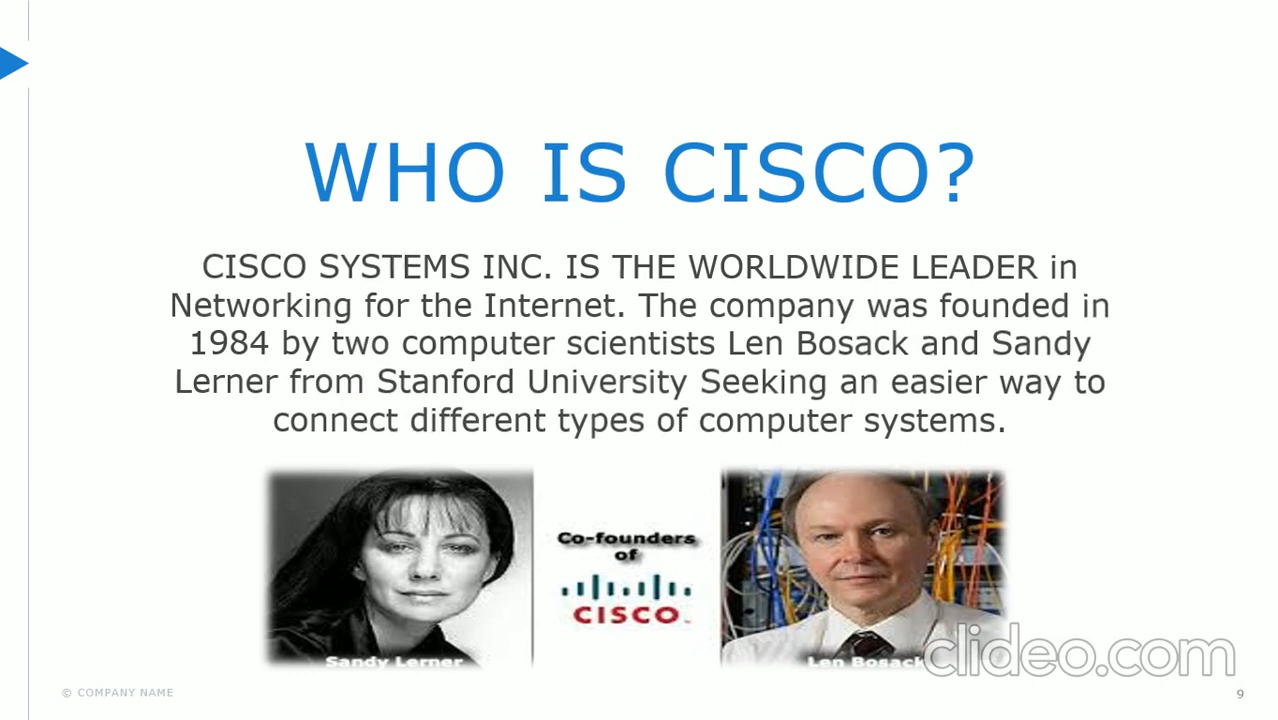 WHO IS CISCO?
CISCO SYSTEMS INC. IS THE WORLDWIDE LEADER in
Networking for the Internet. The company was founded in
1984 by two computer scientists Len Bosack and Sandy
Lerner from Stanford University Seeking an easier way to
connect different types of computer systems.
Co-founders
of
CISCO
Sandy Lerner
Len Bosack
clideo.com
© COMPANY NAME
9